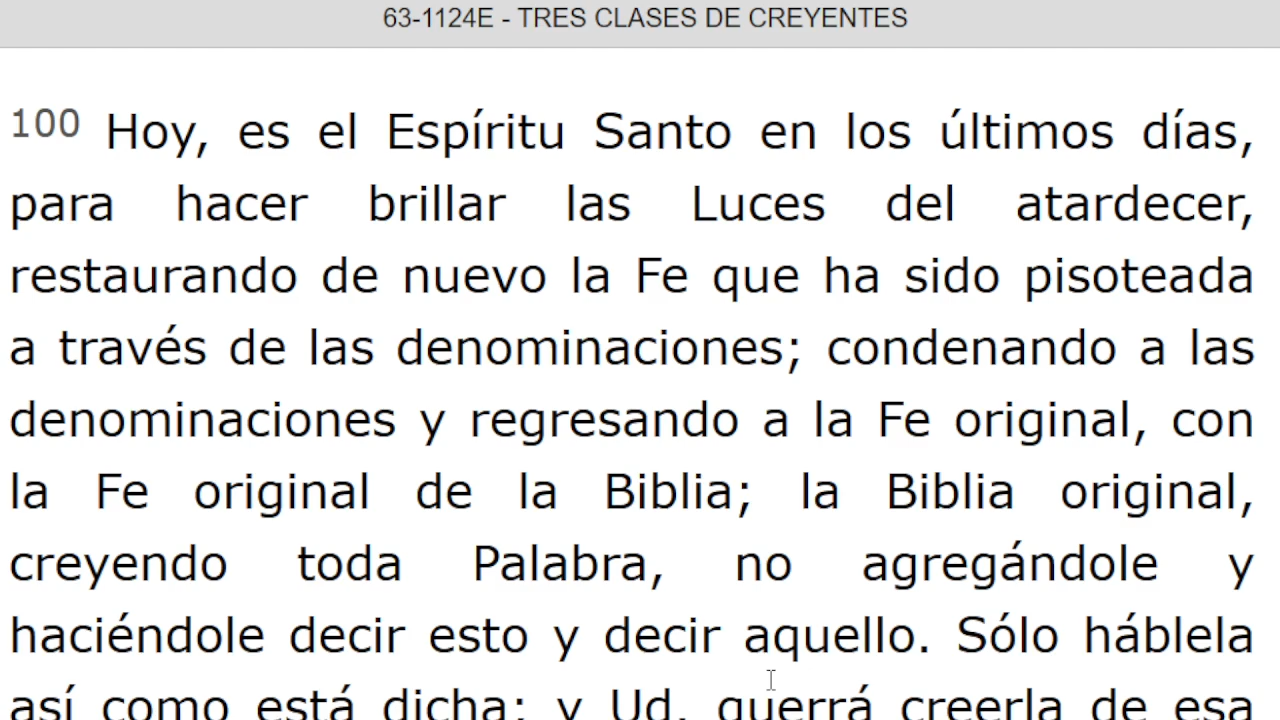 63-1124E - TRES CLASES DE CREYENTES
100 Hoy, es el Espíritu Santo en los últimos días,
para hacer brillar las Luces del atardecer,
restaurando de nuevo la Fe que ha sido pisoteada
a través de las denominaciones; condenando a las
denominaciones y regresando a la Fe original, con
la Fe original de la Biblia; la Biblia original,
creyendo toda Palabra, no agregándole y
haciéndole decir esto y decir aquello. Sólo háblela
así como está dicha; y Ud. querrá creerla de esa